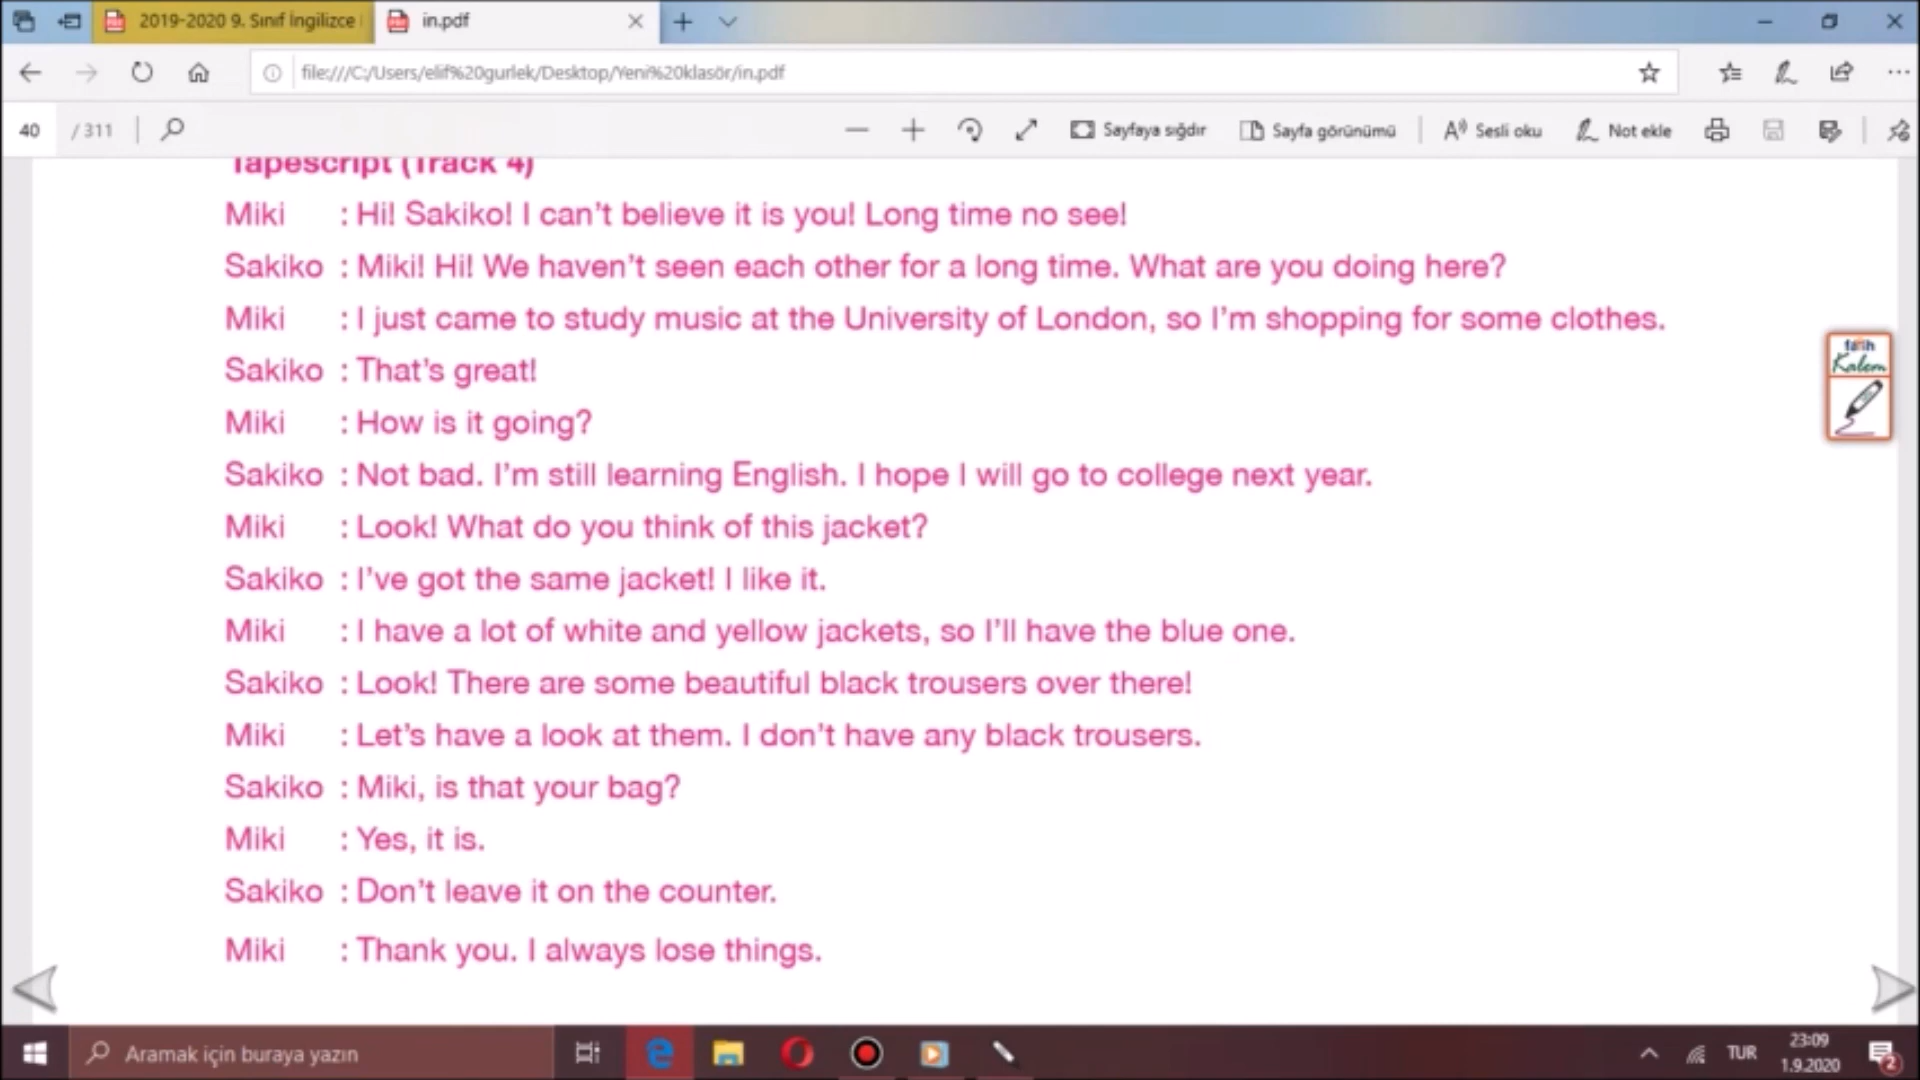 2019-2020 9. Sınıf İngilizce
in.pdf
file:///C:/Users/elif%20gurlek/Desktop/Yeni%20klasör/in.pdf
40 / 311
Sayfaya sığdır
Sayfa görünümü
Sesli oku
Not ekle
Tapescript (Track 4)
Miki : Hi! Sakiko! I can't believe it is you! Long time no see!
Sakiko : Miki! Hi! We haven't seen each other for a long time. What are you doing here?
Miki : I just came to study music at the University of London, so I'm shopping for some clothes.
Sakiko : That's great!
Miki : How is it going?
Sakiko : Not bad. I'm still learning English. I hope I will go to college next year.
Miki : Look! What do you think of this jacket?
Sakiko : I've got the same jacket! I like it.
Miki : I have a lot of white and yellow jackets, so I'll have the blue one.
Sakiko : Look! There are some beautiful black trousers over there!
Miki : Let's have a look at them. I don't have any black trousers.
Sakiko : Miki, is that your bag?
Miki : Yes, it is.
Sakiko : Don't leave it on the counter.
Miki : Thank you. I always lose things.
fatih
Kalem
Aramak için buraya yazın
TUR
23:09
1.9.2020
2